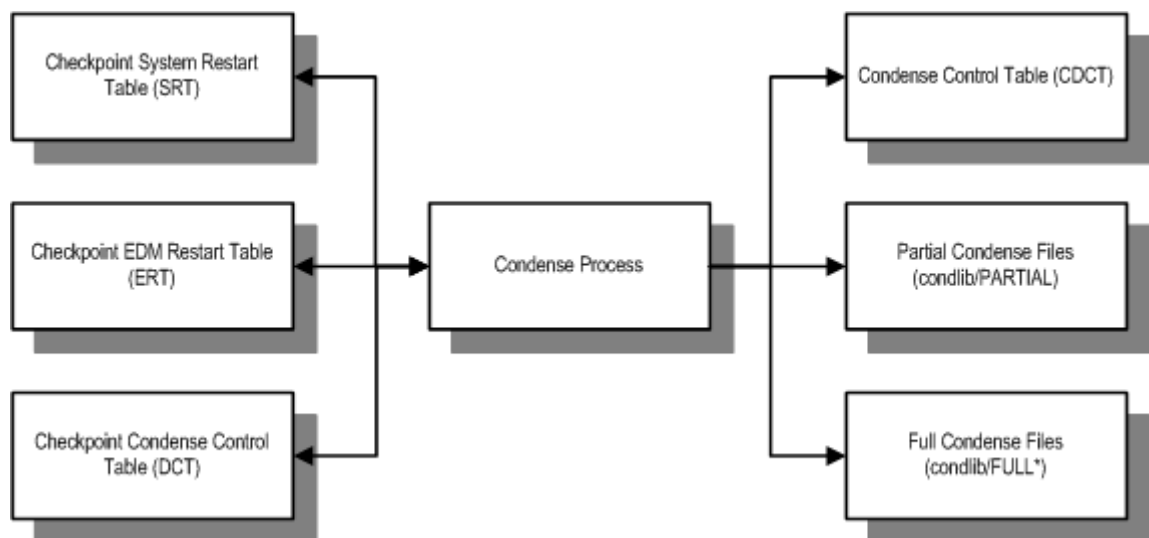 Checkpoint System Restart
Table (SRT)
Condense Control Table (CDCT)
Checkpoint EDM Restart Table
(ERT)
Condense Process
Partial Condense Files
(condlib/PARTIAL)
Checkpoint Condense Control
Table (DCT)
Full Condense Files
(condlib/FULL*)